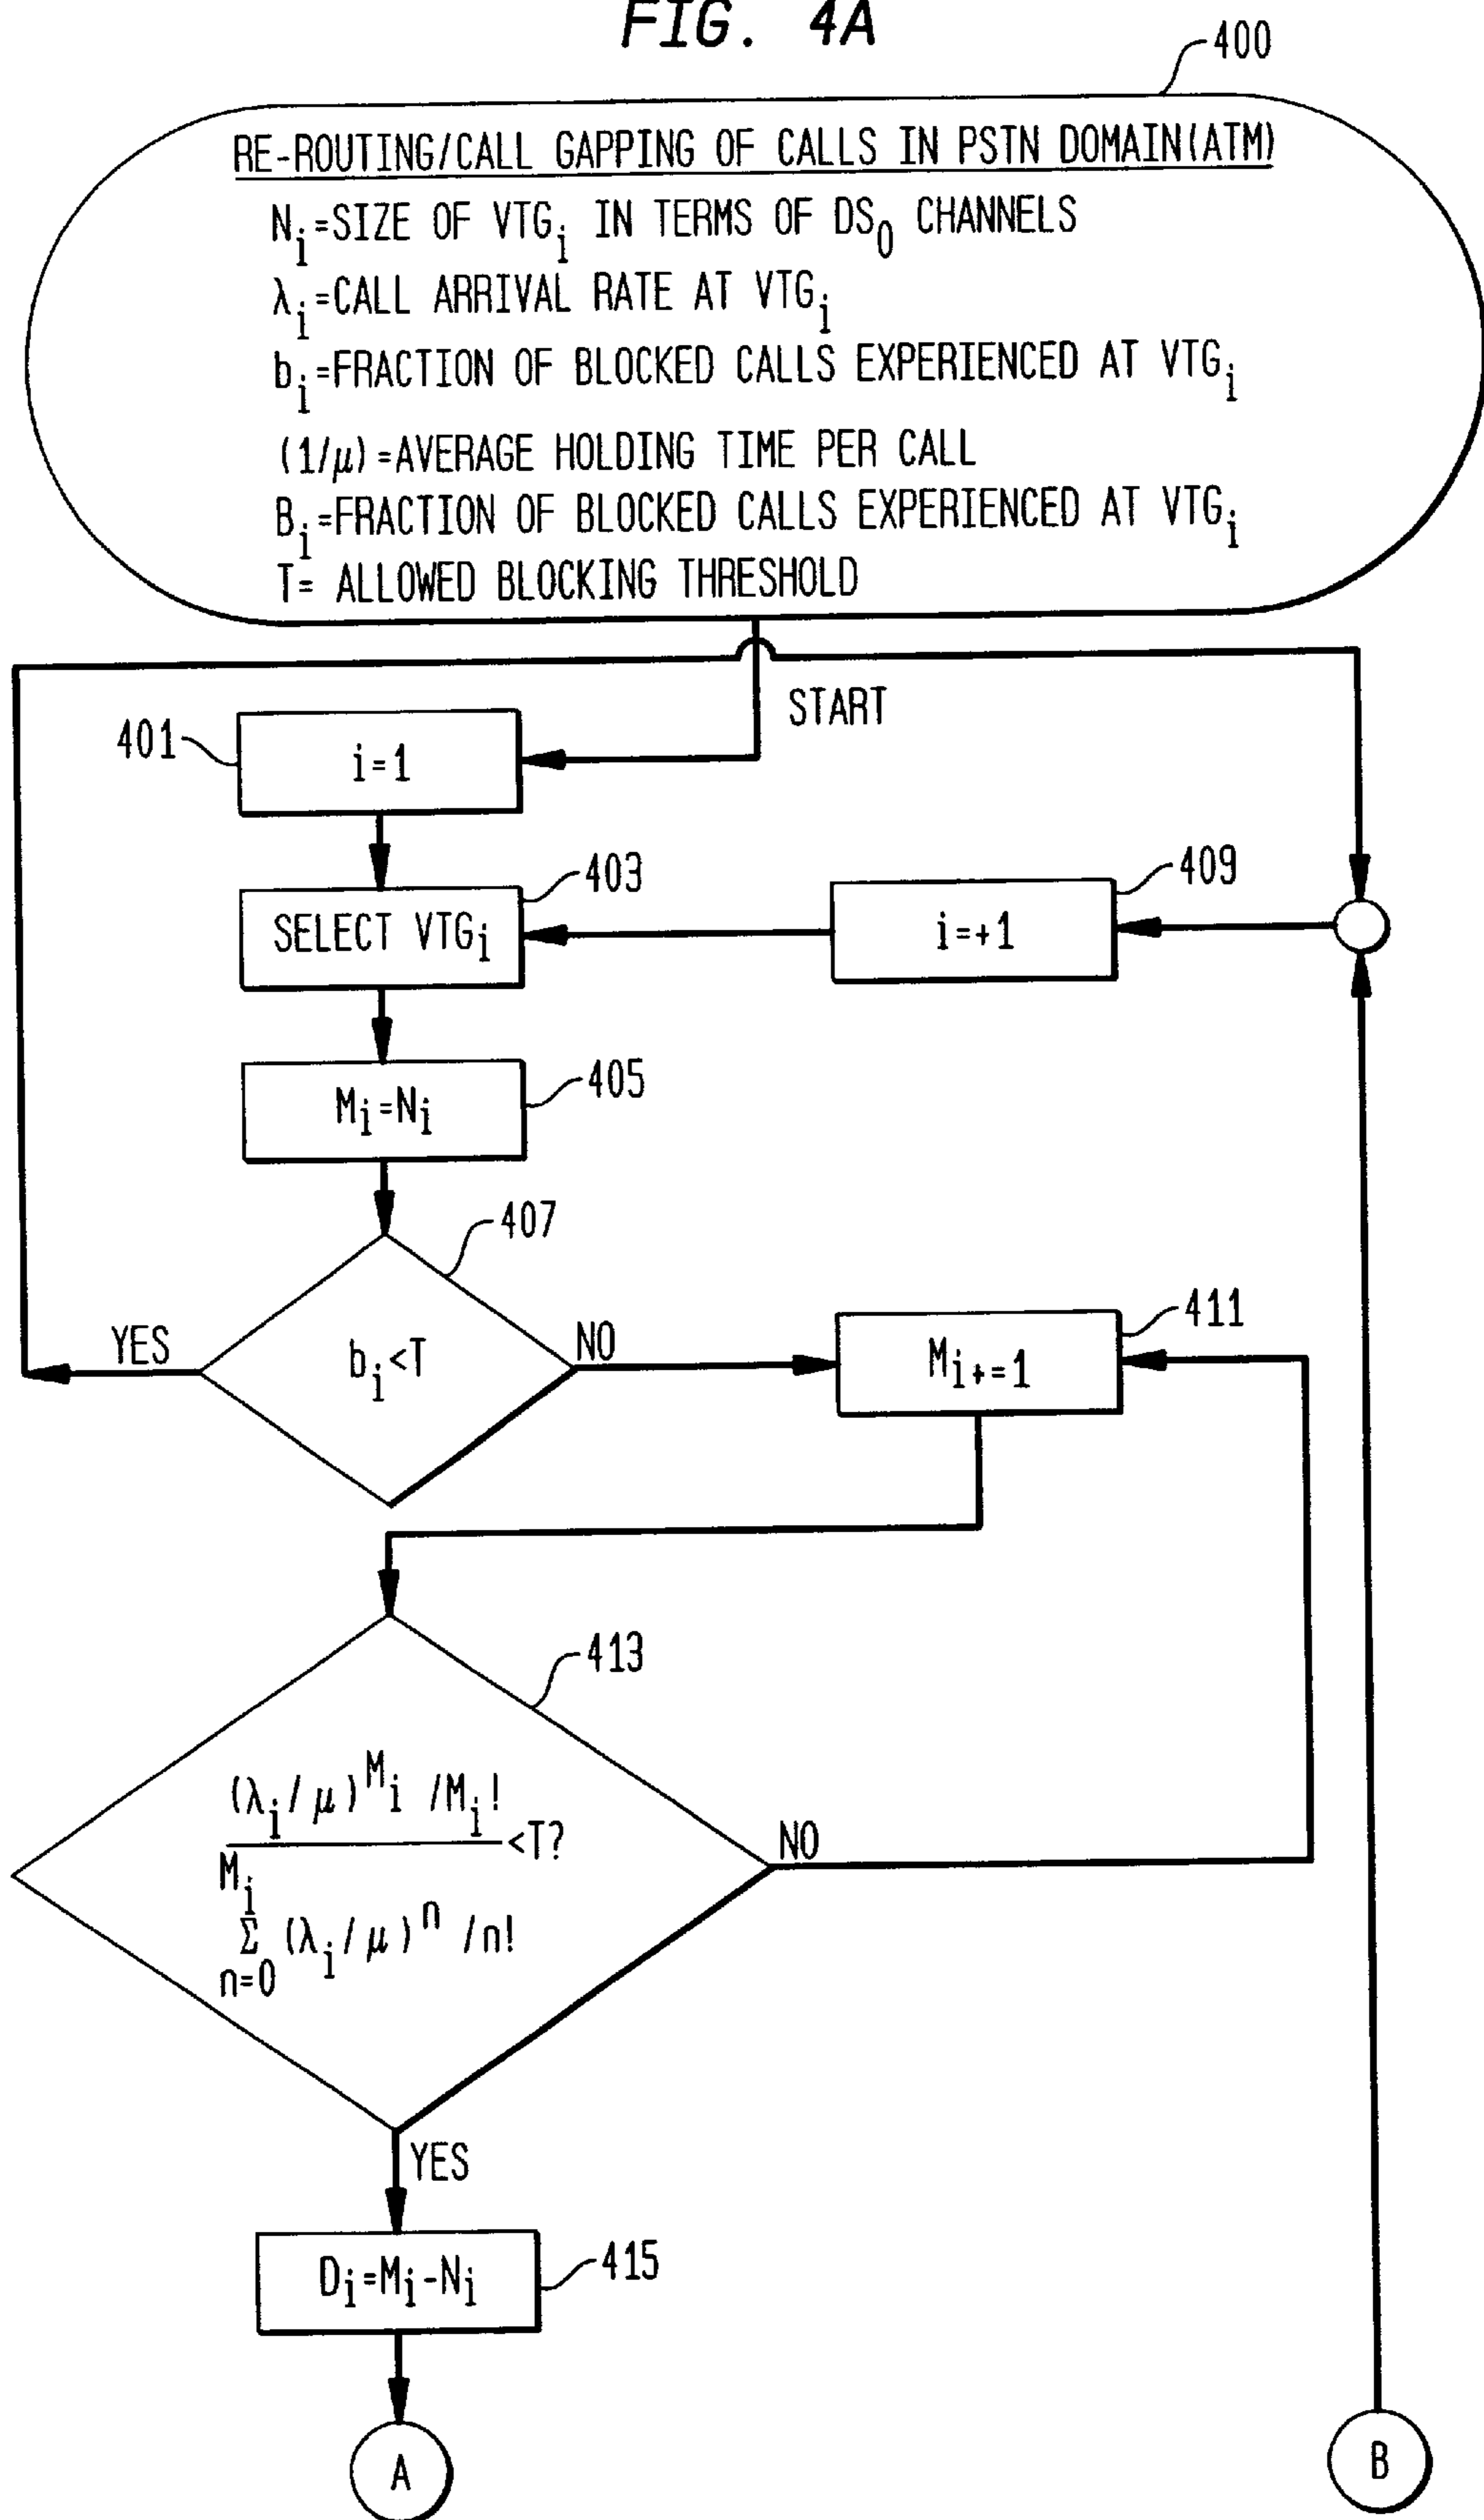 FIG. 4A
400
RE-ROUTING/CALL GAPPING OF CALLS IN PSTN DOMAIN(ATM)
Ni=SIZE OF VTGi IN TERMS OF DS0 CHANNELS
λi=CALL ARRIVAL RATE AT VTGi
bi=FRACTION OF BLOCKED CALLS EXPERIENCED AT VTGi
(1/μ)=AVERAGE HOLDING TIME PER CALL
Bi=FRACTION OF BLOCKED CALLS EXPERIENCED AT VTGi
T= ALLOWED BLOCKING THRESHOLD
START
401
i=1
403
SELECT VTGi
409
i=+1
405
Mi=Ni
407
bi<T
YES
NO
411
Mi+=1
413
(λi/μ)^Mi /Mi!
<T?
Mi
Σ (λi/μ)^n /n!
n=0
NO
YES
Di=Mi-Ni
415
A
B